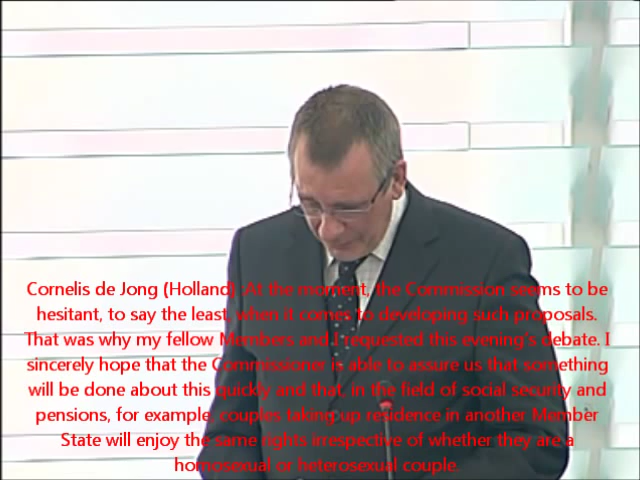 Cornelis de Jong (Holland). At the moment, the Commission seems to be
hesitant, to say the least, when it comes to developing such proposals.
That was why my fellow Members and I requested this evening's debate. I
sincerely hope that the Commissioner is able to assure us that something
will be done about this quickly and that, in the field of social security and
pensions, for example, couples taking up residence in another Member
State will enjoy the same rights irrespective of whether they are a
homosexual or heterosexual couple.